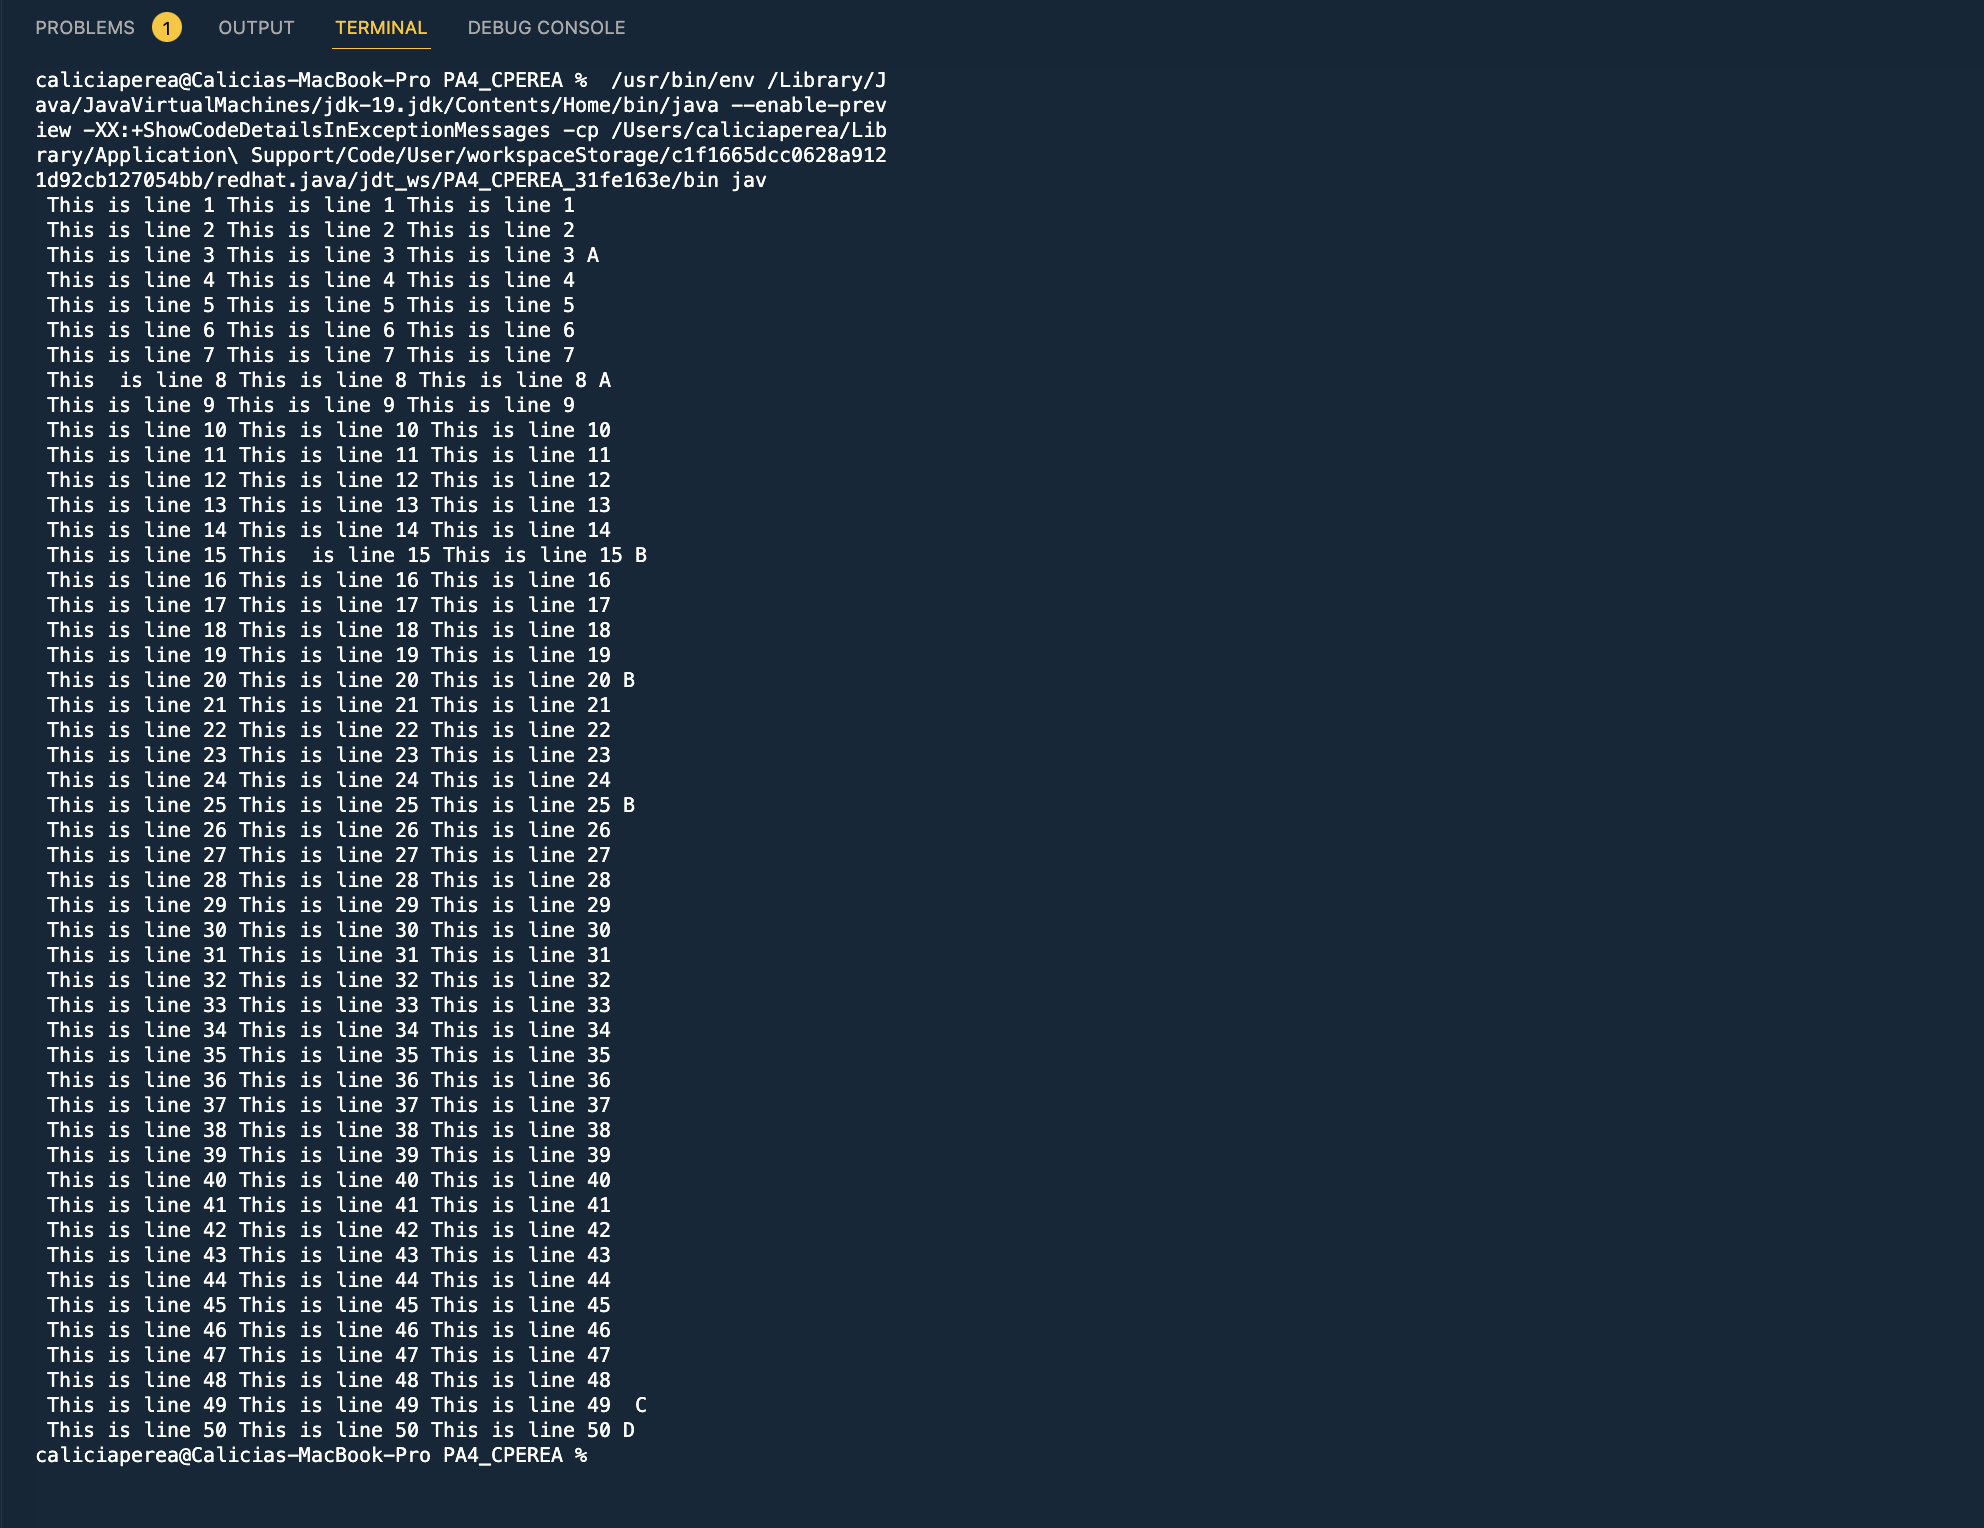 PROBLEMS 1 OUTPUT TERMINAL DEBUG CONSOLE
caliciaperea@Calicias-MacBook-Pro PA4_CPEREA %  /usr/bin/env /Library/J
ava/JavaVirtualMachines/jdk-19.jdk/Contents/Home/bin/java --enable-prev
iew -XX:+ShowCodeDetailsInExceptionMessages -cp /Users/caliciaperea/Lib
rary/Application\ Support/Code/User/workspaceStorage/c1f1665dcc0628a912
1d92cb127054bb/redhat.java/jdt_ws/PA4_CPEREA_31fe163e/bin jav
 This is line 1 This is line 1 This is line 1
 This is line 2 This is line 2 This is line 2
 This is line 3 This is line 3 This is line 3 A
 This is line 4 This is line 4 This is line 4
 This is line 5 This is line 5 This is line 5
 This is line 6 This is line 6 This is line 6
 This is line 7 This is line 7 This is line 7
 This  is line 8 This is line 8 This is line 8 A
 This is line 9 This is line 9 This is line 9
 This is line 10 This is line 10 This is line 10
 This is line 11 This is line 11 This is line 11
 This is line 12 This is line 12 This is line 12
 This is line 13 This is line 13 This is line 13
 This is line 14 This is line 14 This is line 14
 This is line 15 This  is line 15 This is line 15 B
 This is line 16 This is line 16 This is line 16
 This is line 17 This is line 17 This is line 17
 This is line 18 This is line 18 This is line 18
 This is line 19 This is line 19 This is line 19
 This is line 20 This is line 20 This is line 20 B
 This is line 21 This is line 21 This is line 21
 This is line 22 This is line 22 This is line 22
 This is line 23 This is line 23 This is line 23
 This is line 24 This is line 24 This is line 24
 This is line 25 This is line 25 This is line 25 B
 This is line 26 This is line 26 This is line 26
 This is line 27 This is line 27 This is line 27
 This is line 28 This is line 28 This is line 28
 This is line 29 This is line 29 This is line 29
 This is line 30 This is line 30 This is line 30
 This is line 31 This is line 31 This is line 31
 This is line 32 This is line 32 This is line 32
 This is line 33 This is line 33 This is line 33
 This is line 34 This is line 34 This is line 34
 This is line 35 This is line 35 This is line 35
 This is line 36 This is line 36 This is line 36
 This is line 37 This is line 37 This is line 37
 This is line 38 This is line 38 This is line 38
 This is line 39 This is line 39 This is line 39
 This is line 40 This is line 40 This is line 40
 This is line 41 This is line 41 This is line 41
 This is line 42 This is line 42 This is line 42
 This is line 43 This is line 43 This is line 43
 This is line 44 This is line 44 This is line 44
 This is line 45 This is line 45 This is line 45
 This is line 46 This is line 46 This is line 46
 This is line 47 This is line 47 This is line 47
 This is line 48 This is line 48 This is line 48
 This is line 49 This is line 49 This is line 49  C
 This is line 50 This is line 50 This is line 50 D
caliciaperea@Calicias-MacBook-Pro PA4_CPEREA %